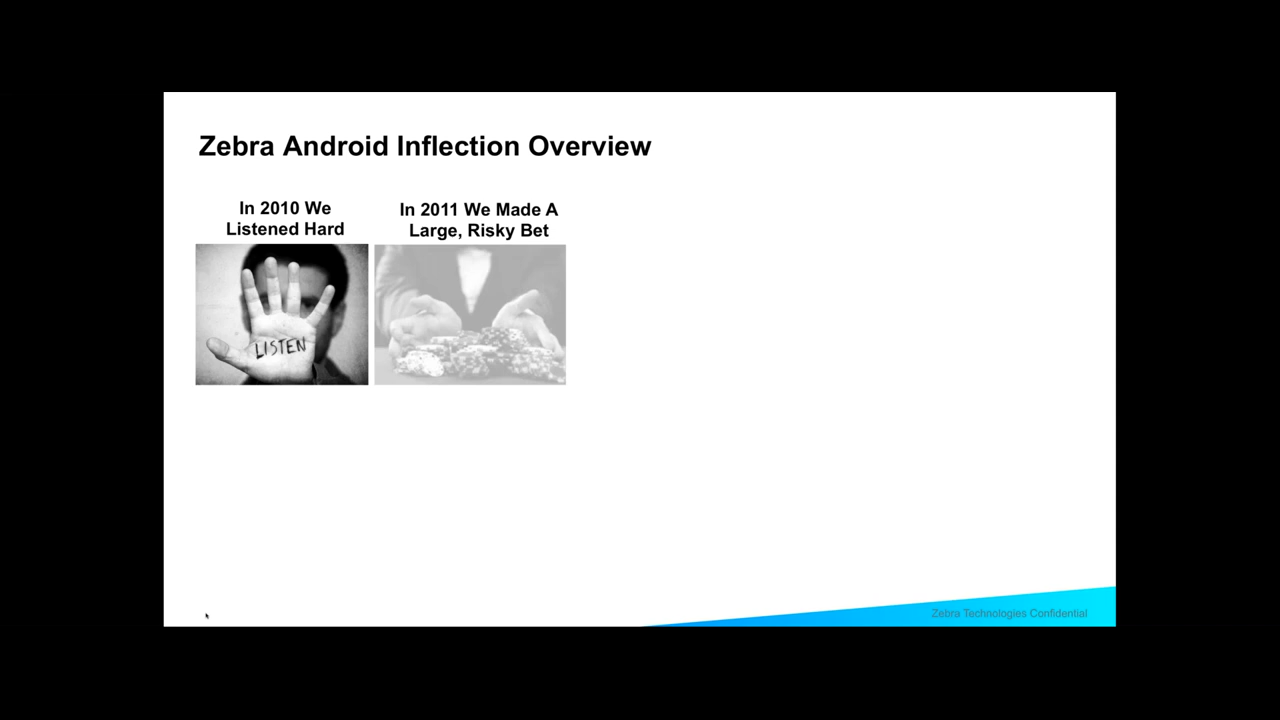 Zebra Android Inflection Overview
In 2010 We
Listened Hard
In 2011 We Made A
Large, Risky Bet
LISTEN
Zebra Technologies Confidential